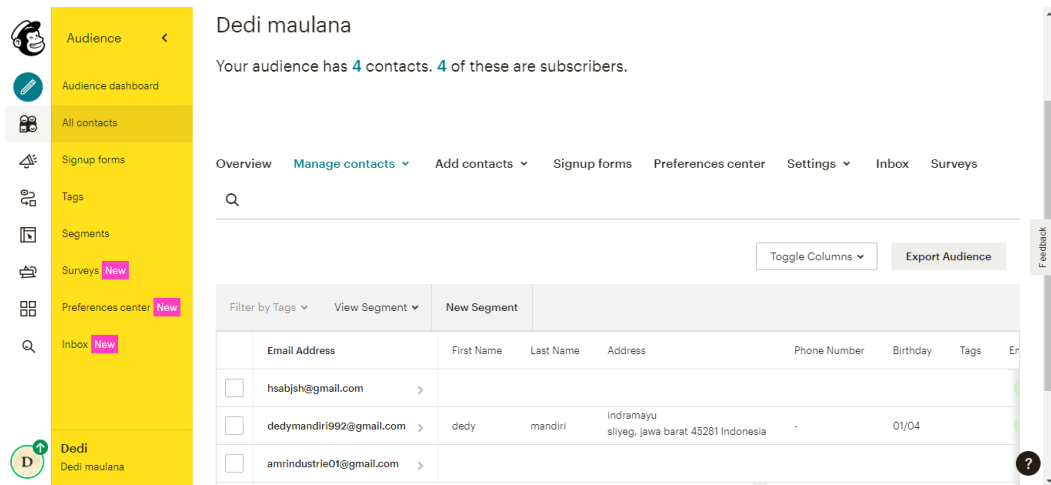 Audience
Audience dashboard
All contacts
Signup forms
Tags
Segments
Surveys New
Preferences center New
Inbox New
Dedi
Dedi maulana
D
Dedi maulana
Your audience has 4 contacts. 4 of these are subscribers.
Overview Manage contacts Add contacts Signup forms Preferences center Settings Inbox Surveys
Toggle Columns Export Audience
Filter by Tags View Segment New Segment
Email Address First Name Last Name Address Phone Number Birthday Tags
hsabjsh@gmail.com
dedymandiri992@gmail.com dedy mandiri indramayu - 01/04
sliyeg, jawa barat 45281 Indonesia
amrindustrie01@gmail.com
Feedback
?